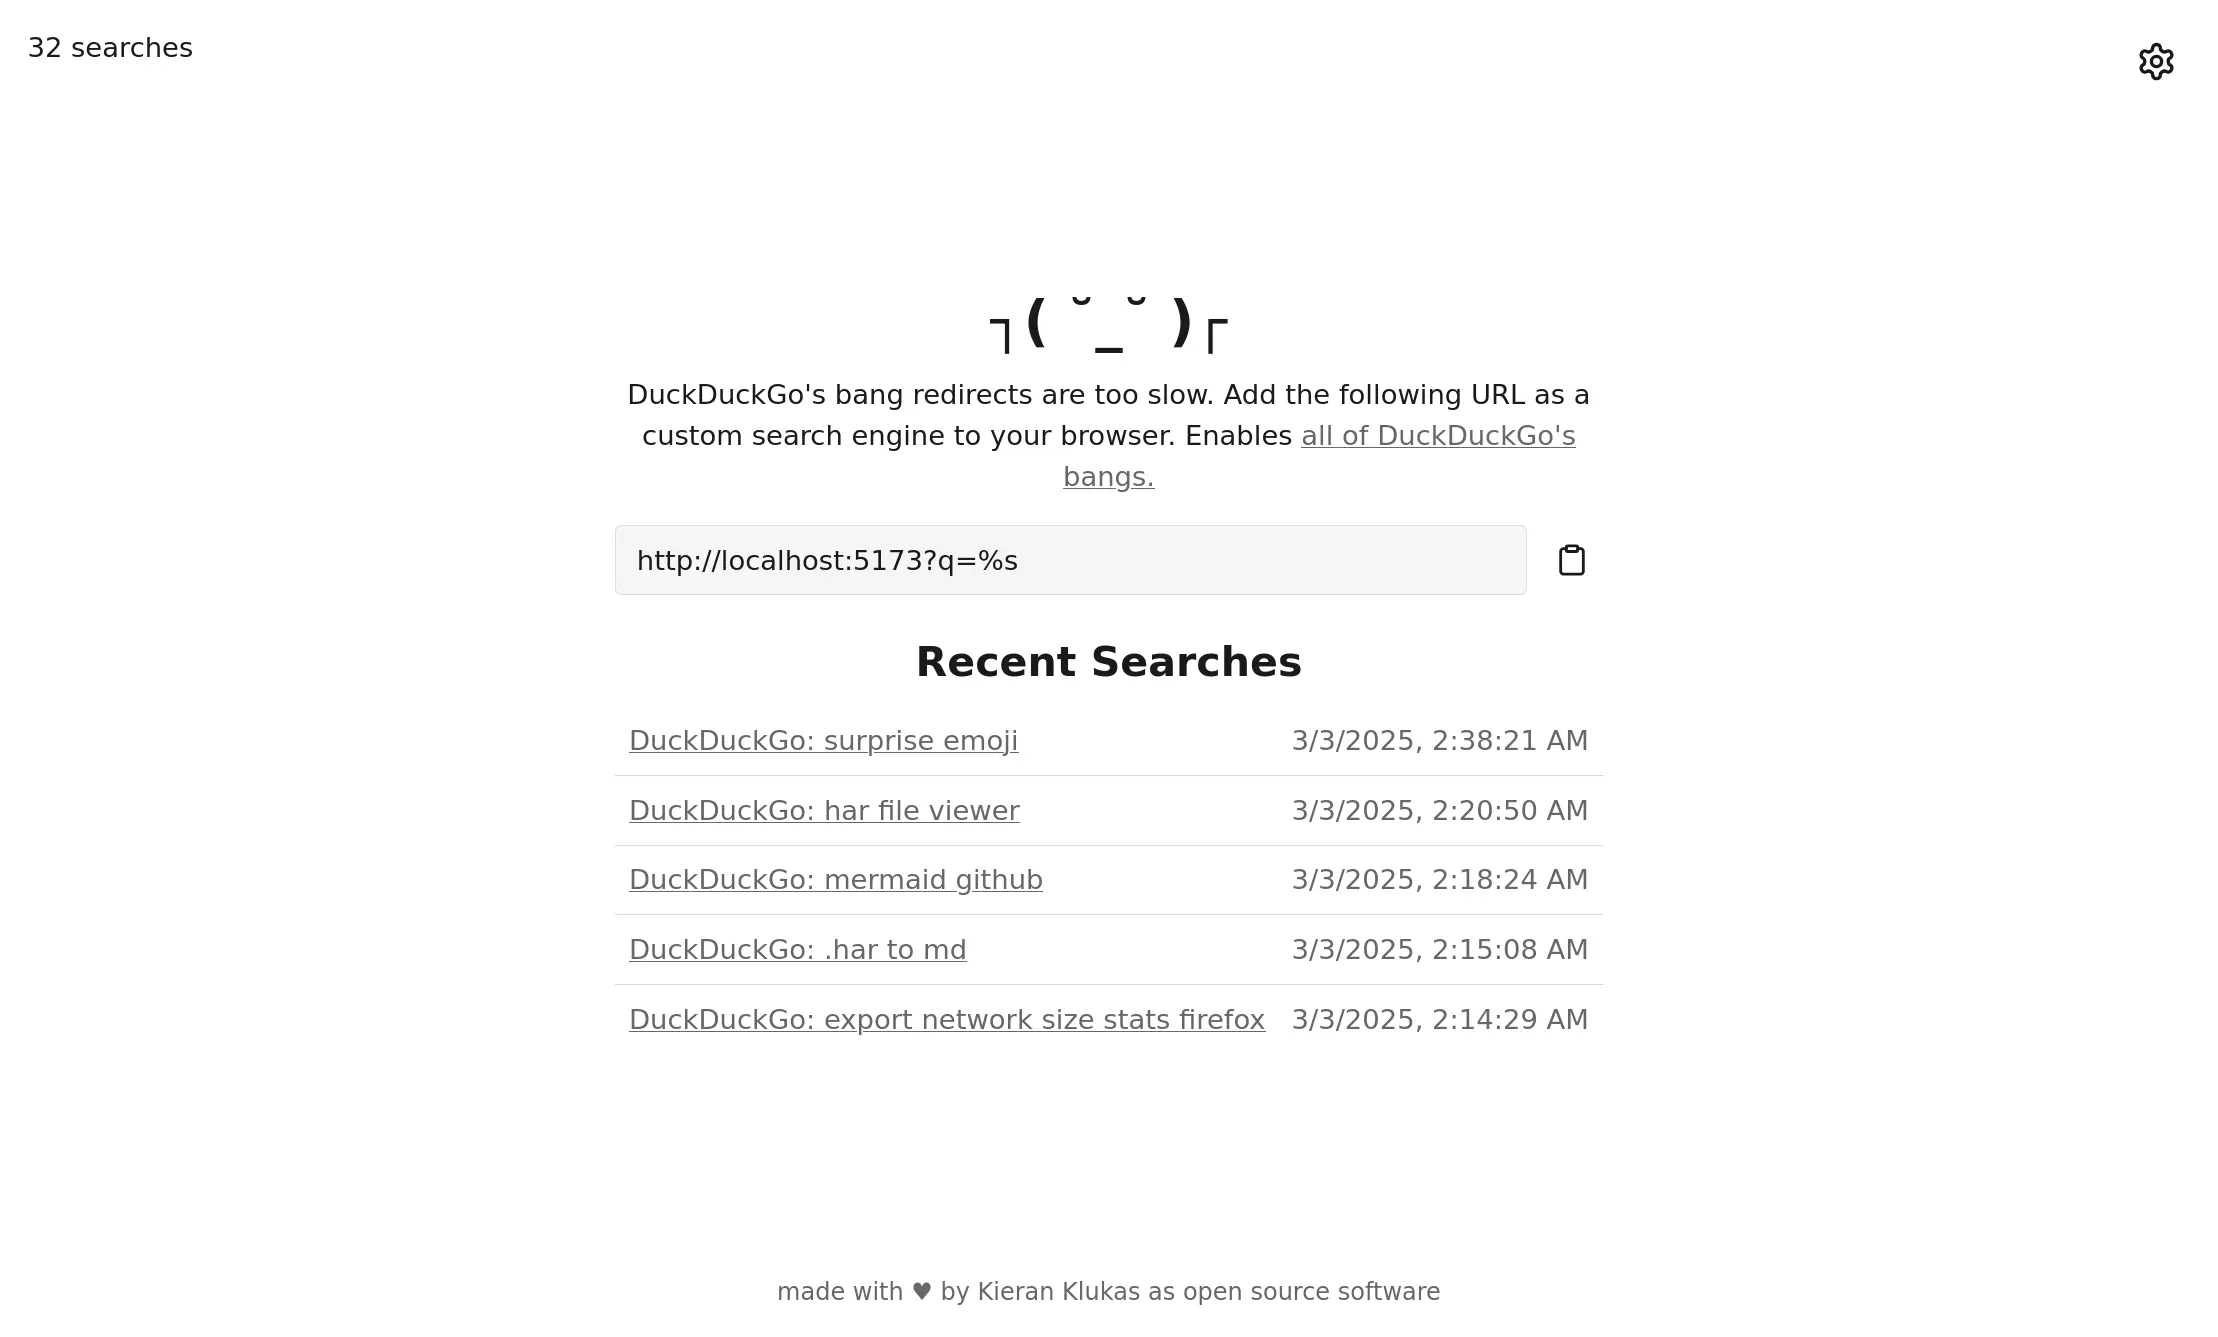 32 searches
┐( ˘_˘ )┌
DuckDuckGo's bang redirects are too slow. Add the following URL as a
custom search engine to your browser. Enables all of DuckDuckGo's
bangs.
http://localhost:5173?q=%s
Recent Searches
DuckDuckGo: surprise emoji 3/3/2025, 2:38:21 AM
DuckDuckGo: har file viewer 3/3/2025, 2:20:50 AM
DuckDuckGo: mermaid github 3/3/2025, 2:18:24 AM
DuckDuckGo: .har to md 3/3/2025, 2:15:08 AM
DuckDuckGo: export network size stats firefox 3/3/2025, 2:14:29 AM
made with ♥ by Kieran Klukas as open source software